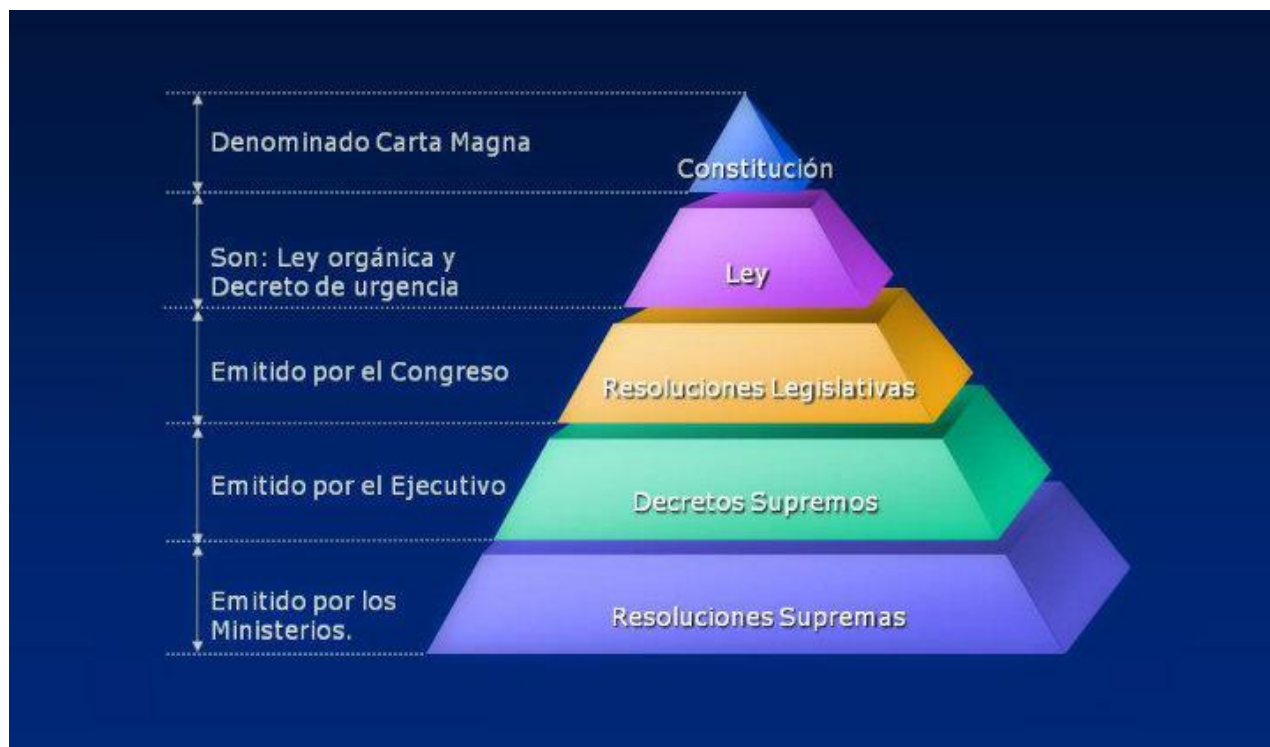 Denominado Carta Magna
Constitución
Son: Ley orgánica y
Decreto de urgencia
Ley
Emitido por el Congreso
Resoluciones Legislativas
Emitido por el Ejecutivo
Decretos Supremos
Emitido por los
Ministerios.
Resoluciones Supremas